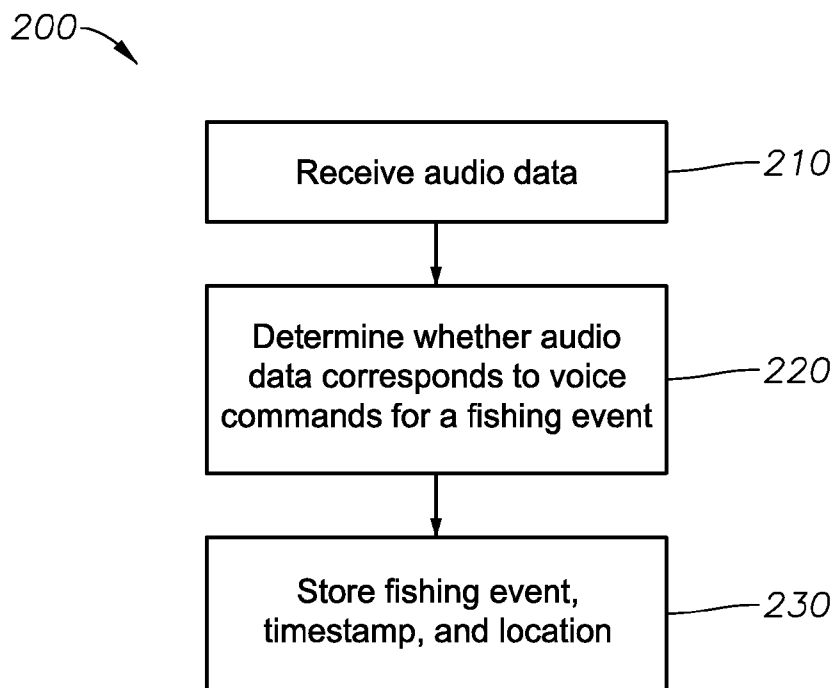 200
Receive audio data
210
Determine whether audio
data corresponds to voice
commands for a fishing event
220
Store fishing event,
timestamp, and location
230